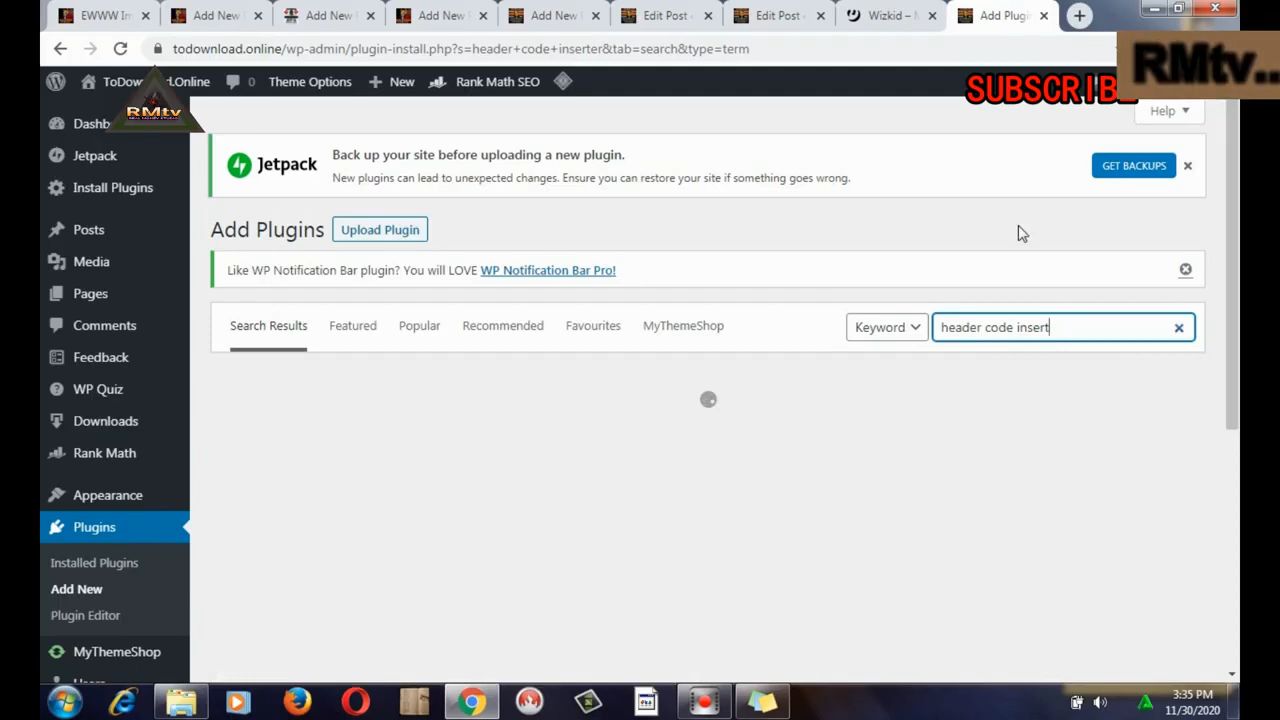 EWWW Im
Add New
Add New
Add New
Add New
Edit Post
Edit Post
Wizkid –
Add Plugi
todownload.online/wp-admin/plugin-install.php?s=header+code+inserter&tab=search&type=term
RMtv..
SUBSCRIBE
ToDow
.Online
0
Theme Options
New
Rank Math SEO
RMtv
Help
Dashb
Jetpack
Install Plugins
Posts
Media
Pages
Comments
Feedback
WP Quiz
Downloads
Rank Math
Appearance
Plugins
Installed Plugins
Add New
Plugin Editor
MyThemeShop
Jetpack
Back up your site before uploading a new plugin.
New plugins can lead to unexpected changes. Ensure you can restore your site if something goes wrong.
GET BACKUPS
Add Plugins
Upload Plugin
Like WP Notification Bar plugin? You will LOVE WP Notification Bar Pro!
Search Results
Featured
Popular
Recommended
Favourites
MyThemeShop
Keyword
header code insert
3:35 PM
11/30/2020